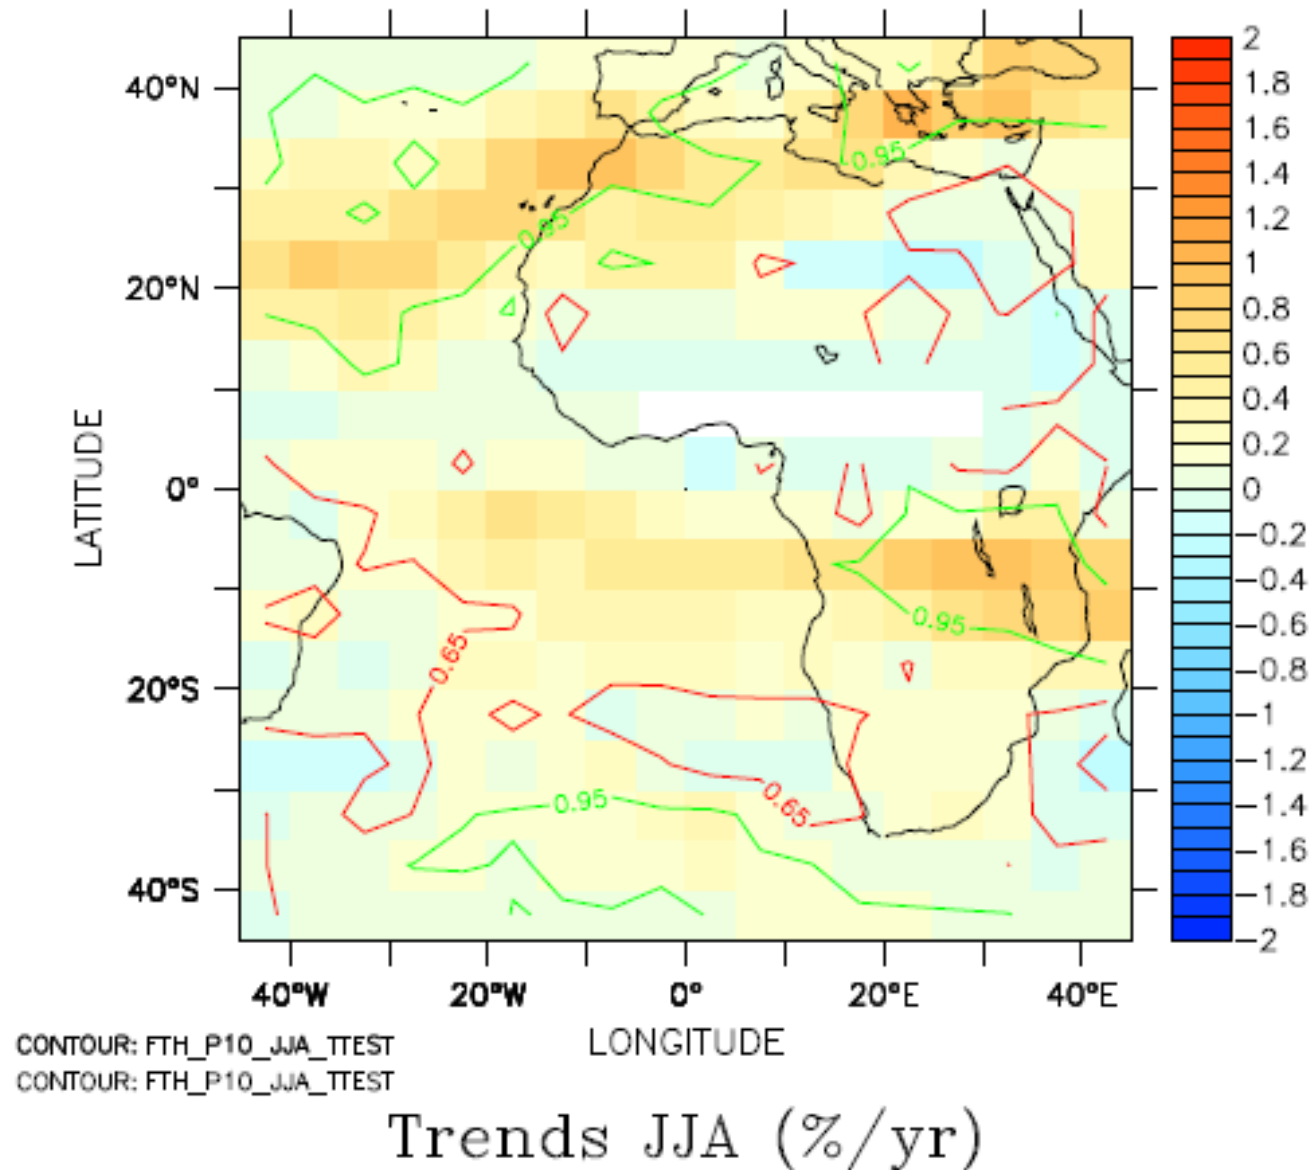 2
1.8
1.6
1.4
1.2
1
0.8
0.6
0.4
0.2
0
−0.2
−0.4
−0.6
−0.8
−1
−1.2
−1.4
−1.6
−1.8
−2
40°N
20°N
0°
20°S
40°S
LATITUDE
0.95
0.95
0.95
0.65
0.95
0.65
40°W 20°W 0° 20°E 40°E
LONGITUDE
CONTOUR: FTH_P10_JJA_TTEST
CONTOUR: FTH_P10_JJA_TTEST
Trends JJA (%/yr)